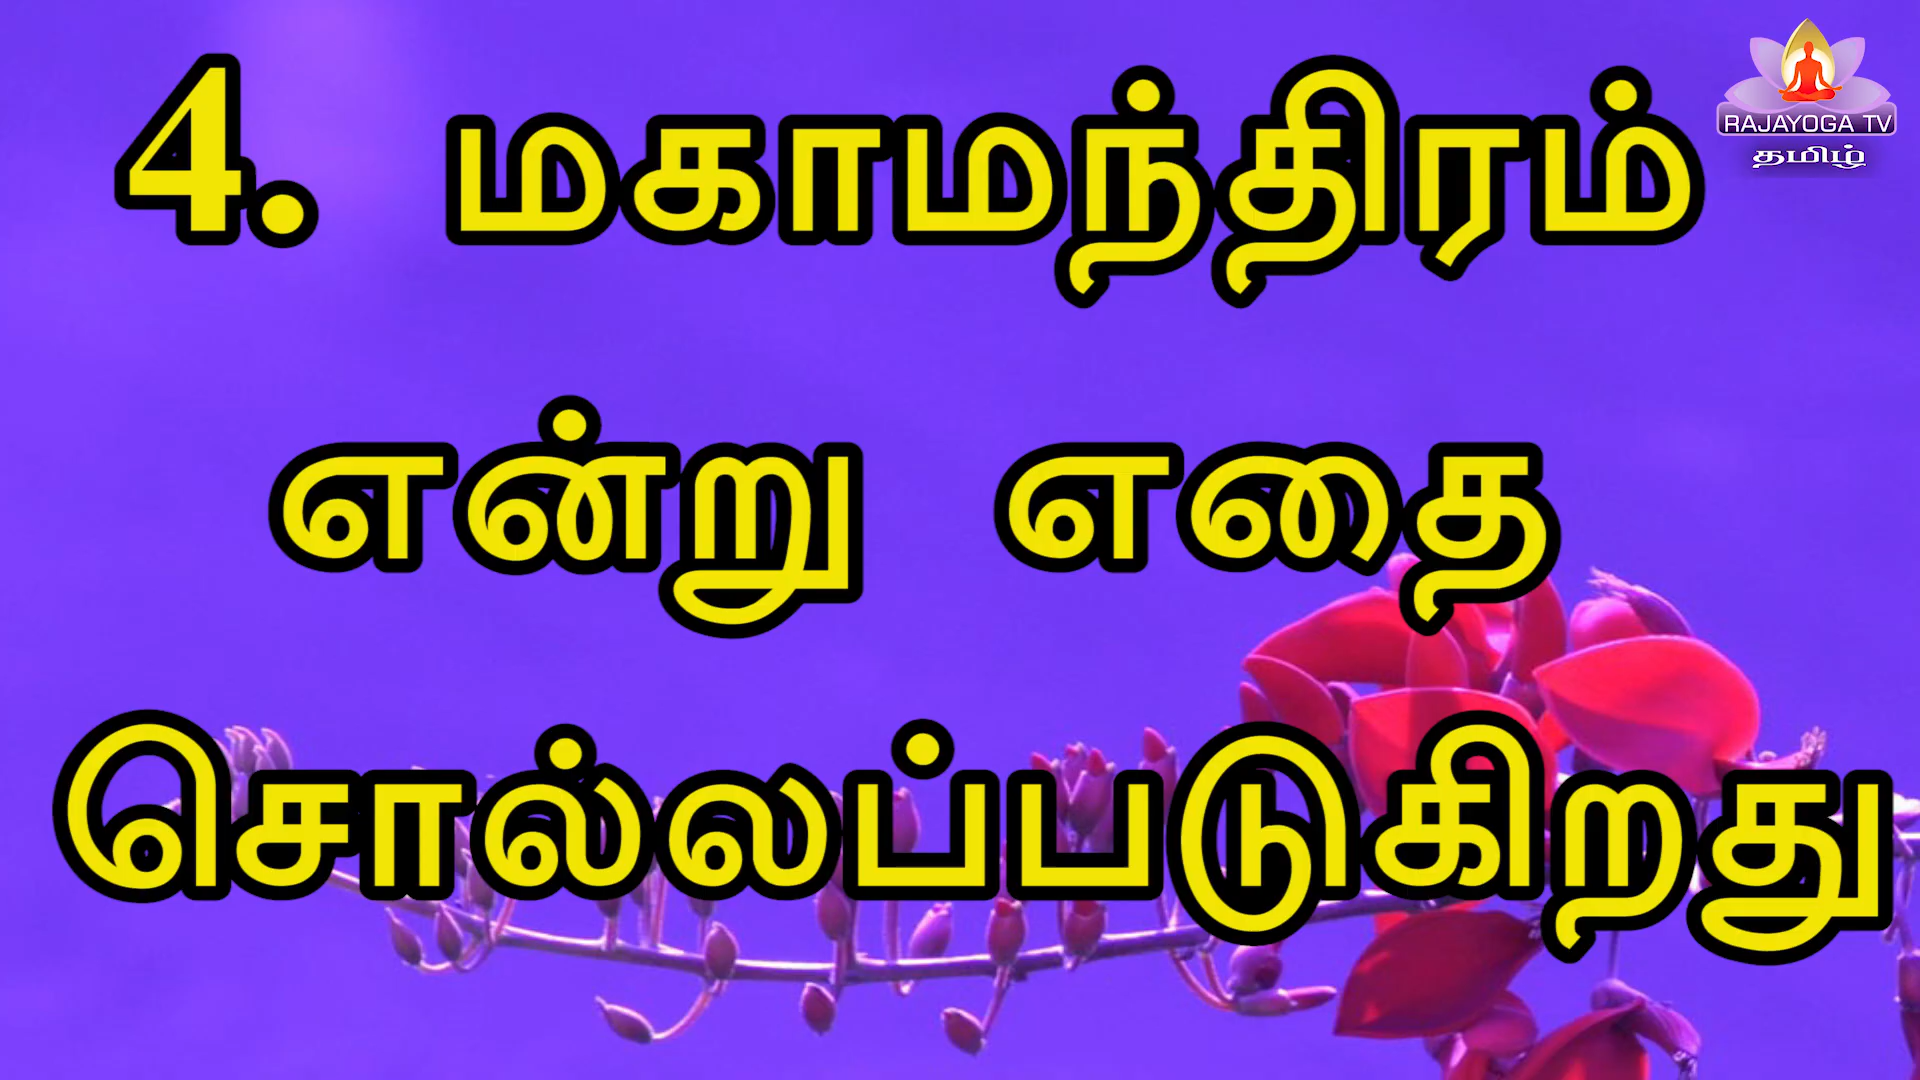 4. மகாமந்திரம்
என்று எதை
சொல்லப்படுகிறது
RAJAYOGA TV
தமிழ்